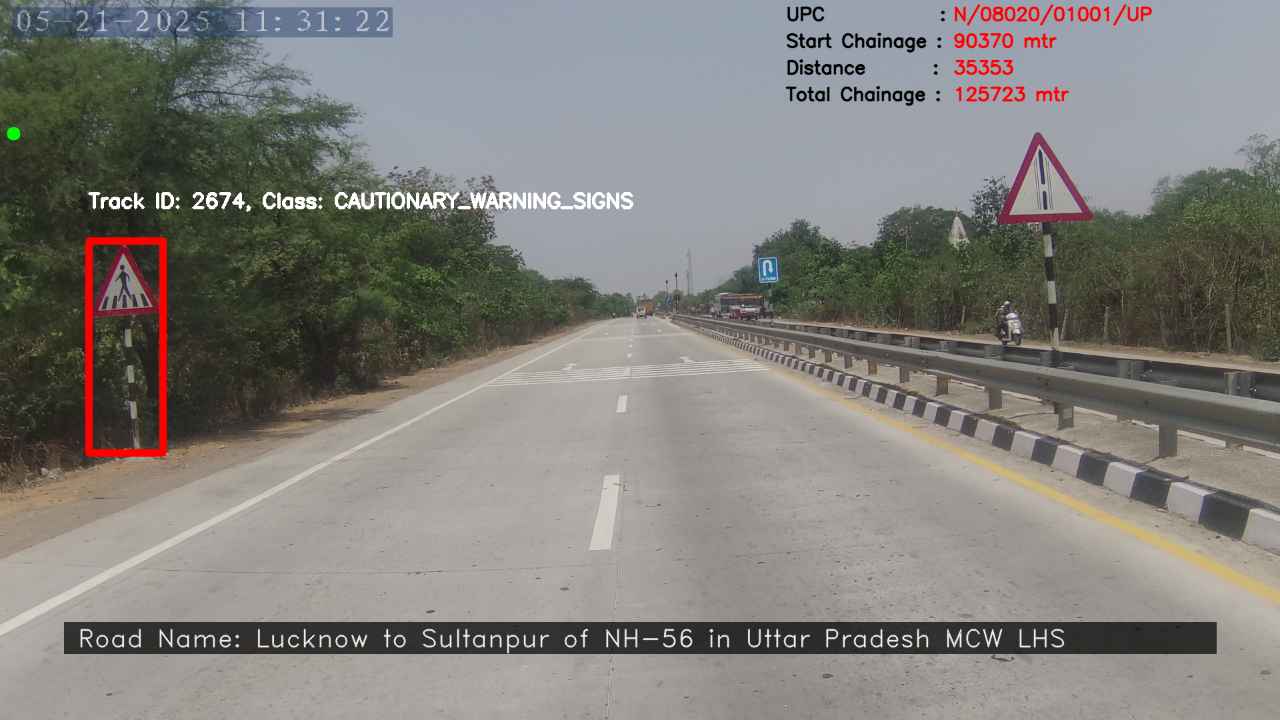 05-21-2025 11:31:22
UPC : N/08020/01001/UP
Start Chainage : 90370 mtr
Distance : 35353
Total Chainage : 125723 mtr
Track ID: 2674, Class: CAUTIONARY_WARNING_SIGNS
Road Name: Lucknow to Sultanpur of NH-56 in Uttar Pradesh MCW LHS